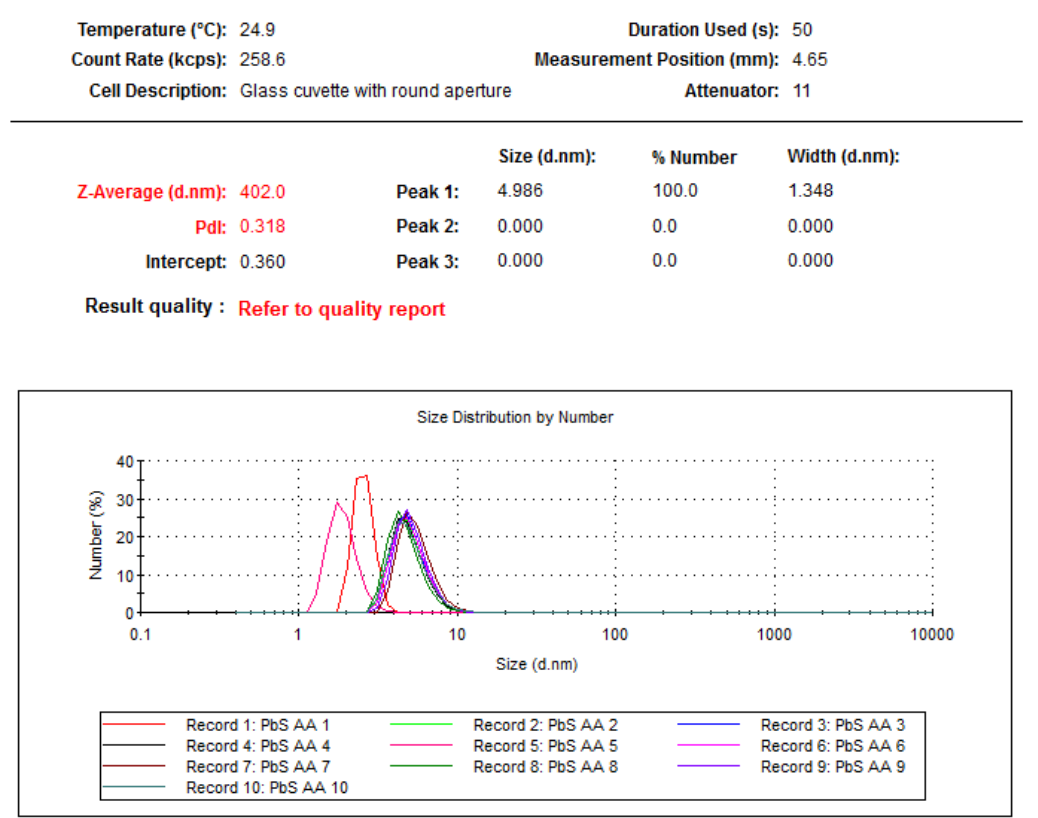 Temperature (ºC): 24.9 Duration Used (s): 50
Count Rate (kcps): 258.6 Measurement Position (mm): 4.65
Cell Description: Glass cuvette with round aperture Attenuator: 11
Size (d.nm): % Number Width (d.nm):
Z-Average (d.nm): 402.0 Peak 1: 4.986 100.0 1.348
PdI: 0.318 Peak 2: 0.000 0.0 0.000
Intercept: 0.360 Peak 3: 0.000 0.0 0.000
Result quality : Refer to quality report
Size Distribution by Number
Number (%)
40
30
20
10
0
0.1 1 10 100 1000 10000
Size (d.nm)
Record 1: PbS AA 1 Record 2: PbS AA 2 Record 3: PbS AA 3
Record 4: PbS AA 4 Record 5: PbS AA 5 Record 6: PbS AA 6
Record 7: PbS AA 7 Record 8: PbS AA 8 Record 9: PbS AA 9
Record 10: PbS AA 10